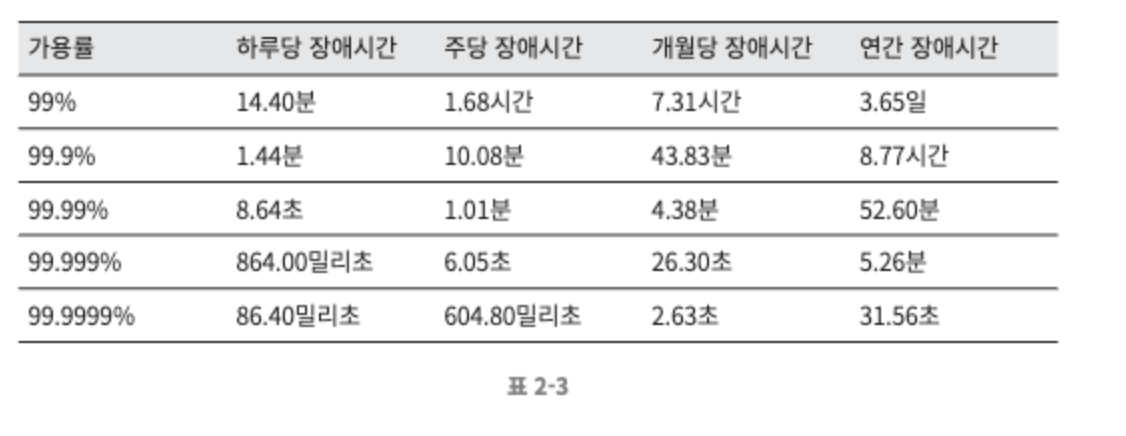 가용률 하루당 장애시간 주당 장애시간 개월당 장애시간 연간 장애시간
99% 14.40분 1.68시간 7.31시간 3.65일
99.9% 1.44분 10.08분 43.83분 8.77시간
99.99% 8.64초 1.01분 4.38분 52.60분
99.999% 864.00밀리초 6.05초 26.30초 5.26분
99.9999% 86.40밀리초 604.80밀리초 2.63초 31.56초
표 2-3